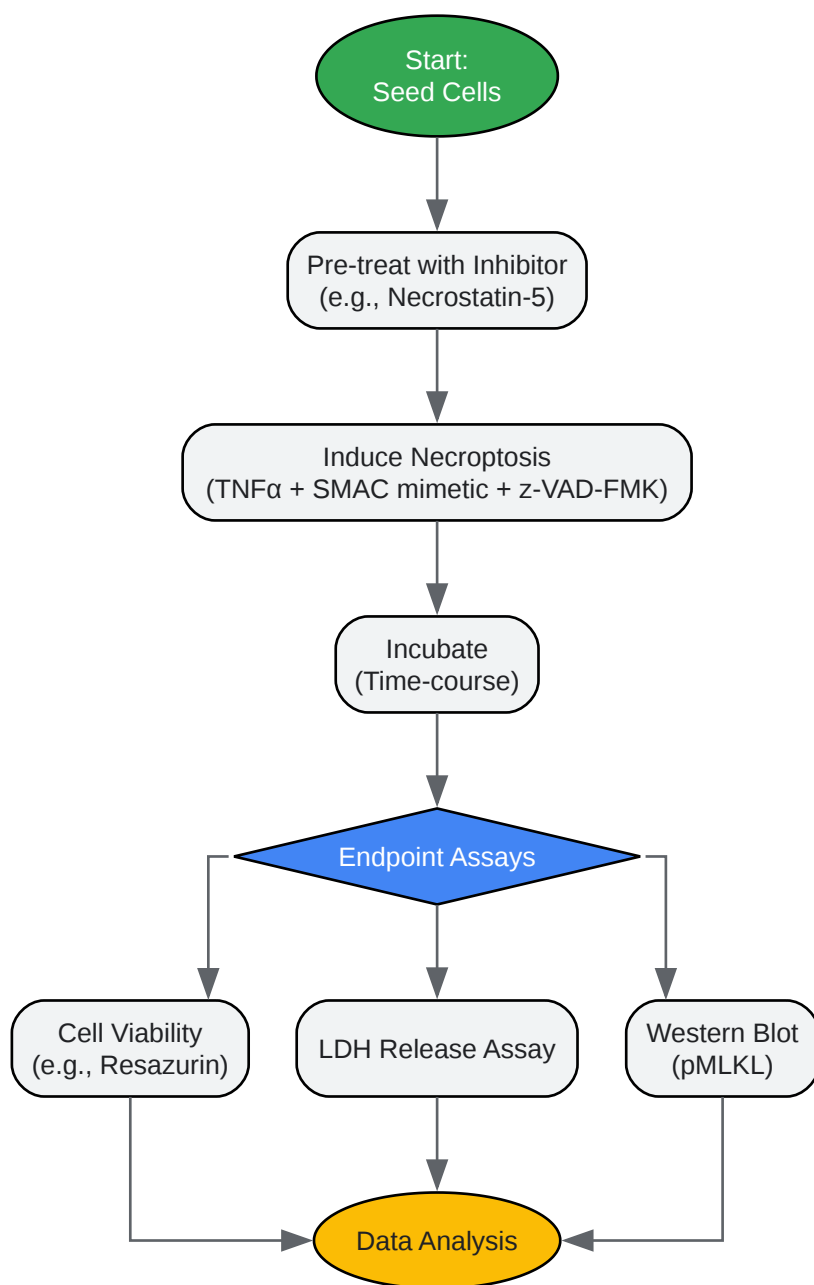 Start:
Seed Cells
Pre-treat with Inhibitor
(e.g., Necrostatin-5)
Induce Necroptosis
(TNFα + SMAC mimetic + z-VAD-FMK)
Incubate
(Time-course)
Endpoint Assays
Cell Viability
(e.g., Resazurin)
LDH Release Assay
Western Blot
(pMLKL)
Data Analysis